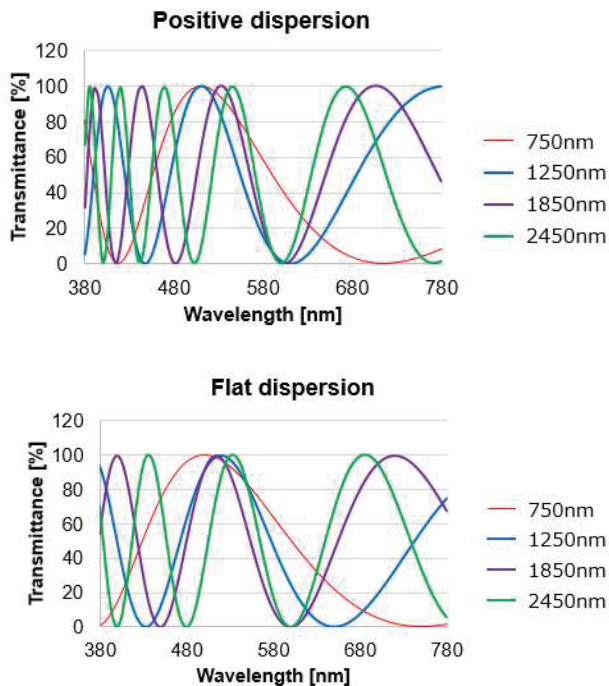 Positive dispersion
Transmittance [%]
120
100
80
60
40
20
0
380 480 580 680 780
Wavelength [nm]
750nm
1250nm
1850nm
2450nm
Flat dispersion
Transmittance [%]
120
100
80
60
40
20
0
380 480 580 680 780
Wavelength [nm]
750nm
1250nm
1850nm
2450nm